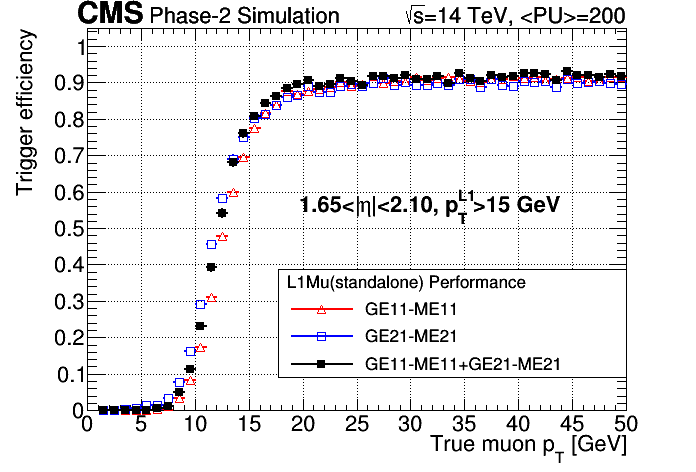 CMS Phase-2 Simulation √s=14 TeV, <PU>=200
Trigger efficiency
1
0.9
0.8
0.7
0.6
0.5
0.4
0.3
0.2
0.1
0
1.65<|η|<2.10, p_T^L1>15 GeV
L1Mu(standalone) Performance
GE11-ME11
GE21-ME21
GE11-ME11+GE21-ME21
0 5 10 15 20 25 30 35 40 45 50
True muon p_T [GeV]